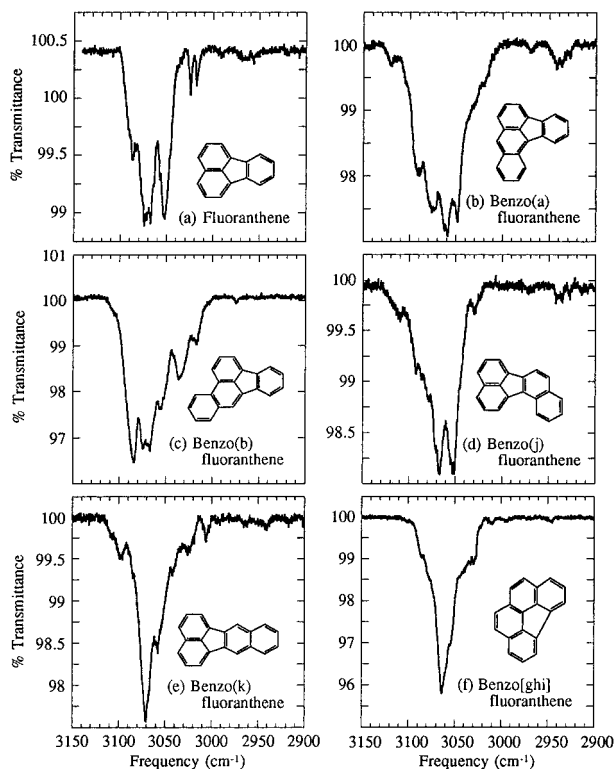 100.5
100
99.5
99
% Transmittance
(a) Fluoranthene
100
99
98
(b) Benzo(a)
fluoranthene
101
100
99
98
97
% Transmittance
(c) Benzo(b)
fluoranthene
100
99.5
99
98.5
(d) Benzo(j)
fluoranthene
100
99.5
99
98.5
98
% Transmittance
(e) Benzo(k)
fluoranthene
3150 3100 3050 3000 2950 2900
Frequency (cm-1)
100
99
98
97
96
(f) Benzo[ghi]
fluoranthene
3150 3100 3050 3000 2950 2900
Frequency (cm-1)